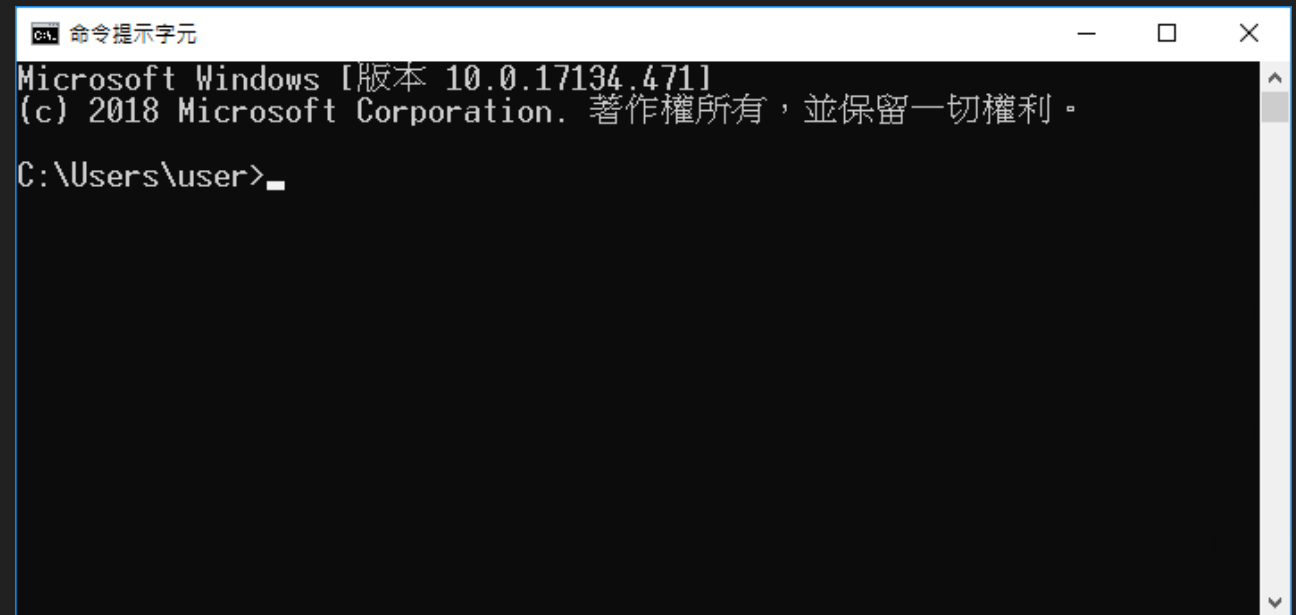 命令提示字元
Microsoft Windows [版本 10.0.17134.471]
(c) 2018 Microsoft Corporation. 著作權所有，並保留一切權利。
C:\Users\user>